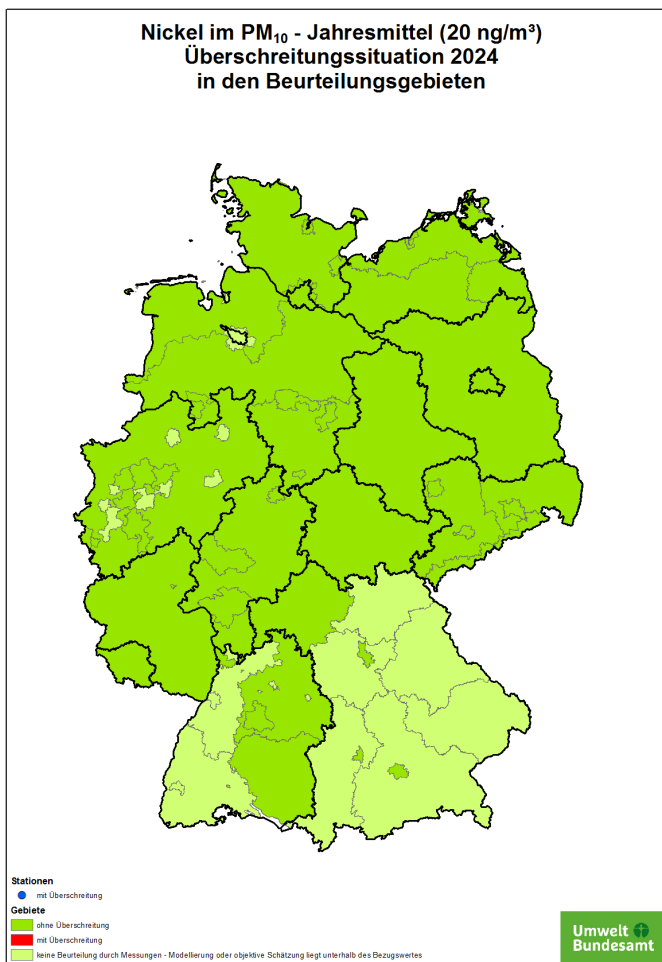 Nickel im PM₁₀ - Jahresmittel (20 ng/m³)
Überschreitungssituation 2024
in den Beurteilungsgebieten
Stationen
mit Überschreitung
Gebiete
ohne Überschreitung
mit Überschreitung
keine Beurteilung durch Messungen - Modellierung oder objektive Schätzung liegt unterhalb des Bezugswertes
Umwelt
Bundesamt